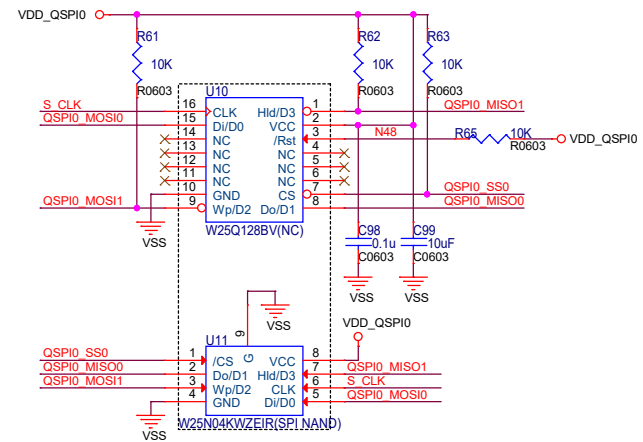 VDD_QSPI0
R61 R62 R63
10K 10K 10K
R0603 R0603 R0603
U10
S_CLK 16 CLK Hld/D3 1 QSPI0_MISO1
QSPI0_MOSI0 15 Di/D0 VCC 2
14 NC /Rst 3 N48 R65 10K VDD_QSPI0
R0603
13 NC NC 4
12 NC NC 5
11 NC NC 6
10 GND CS 7 QSPI0_SS0
QSPI0_MOSI1 9 Wp/D2 Do/D1 8 QSPI0_MISO0
VSS W25Q128BV(NC)
C98 C99
0.1u 10uF
C0603 C0603
VSS VSS
VSS
VDD_QSPI0
U11
9 G
QSPI0_SS0 1 /CS VCC 8
QSPI0_MISO0 2 Do/D1 Hld/D3 7 QSPI0_MISO1
QSPI0_MOSI1 3 Wp/D2 CLK 6 S_CLK
4 GND Di/D0 5 QSPI0_MOSI0
W25N04KWZEIR(SPI NAND)
VSS